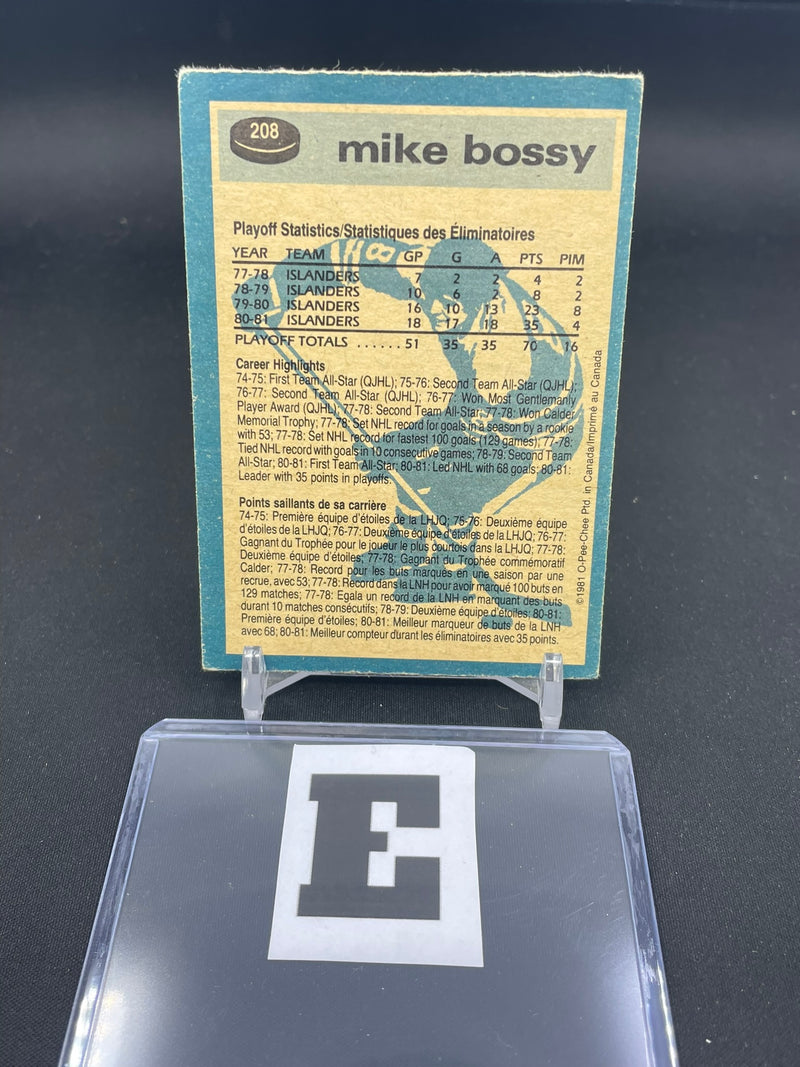 208
mike bossy
Playoff Statistics/Statistiques des Éliminatoires
YEAR TEAM GP G A PTS PIM
77-78 ISLANDERS 7 2 2 4 2
78-79 ISLANDERS 10 6 2 8 2
79-80 ISLANDERS 16 10 13 23 8
80-81 ISLANDERS 18 17 18 35 4
PLAYOFF TOTALS ...... 51 35 35 70 16
Career Highlights
74-75: First Team All-Star (QJHL); 75-76: Second Team All-Star (QJHL);
76-77: Second Team All-Star (QJHL); 76-77: Won Most Gentlemanly
Player Award (QJHL); 77-78: Second Team All-Star; 77-78: Won Calder
Memorial Trophy; 77-78: Set NHL record for goals in a season by a rookie
with 53; 77-78: Set NHL record for fastest 100 goals (129 games); 77-78:
Tied NHL record with goals in 10 consecutive games; 78-79: Second Team
All-Star; 80-81: First Team All-Star; 80-81: Led NHL with 68 goals; 80-81:
Leader with 35 points in playoffs.
Points saillants de sa carrière
74-75: Première équipe d'étoiles de la LHJQ; 76-76: Deuxième équipe
d'étoiles de la LHJQ; 76-77: Deuxième équipe d'étoiles de la LHJQ; 76-77:
Gagnant du Trophée pour le joueur le plus courtois dans la LHJQ; 77-78:
Deuxième équipe d'étoiles; 77-78: Gagnant du Trophée commémoratif
Calder; 77-78: Record pour les buts marqués en une saison par une
recrue, avec 53; 77-78: Record dans la LNH pour avoir marqué 100 buts en
129 matches; 77-78: Egala un record de la LNH en marquant des buts
durant 10 matches consécutifs; 78-79: Deuxième équipe d'étoiles; 80-81:
Première équipe d'étoiles; 80-81: Meilleur marqueur de buts de la LNH
avec 68; 80-81: Meilleur compteur durant les éliminatoires avec 35 points.
©1981 O-Pee-Chee Ptd. in Canada/Imprimé au Canada
E